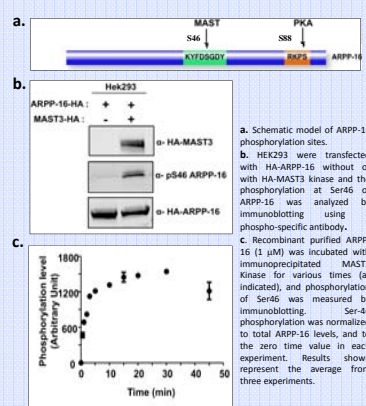 a.
MAST PKA
S46 S88
KYFDSGDY RKPS ARPP-16
b.
Hek293
ARPP-16-HA : + +
MAST3-HA : - +
α- HA-MAST3
α- pS46 ARPP-16
α- HA-ARPP-16
c.
Phosphorylation level
(Arbitrary Unit)
1800
1200
600
0
0 10 20 30 40 50
Time (min)
a. Schematic model of ARPP-16
phosphorylation sites.
b. HEK293 were transfected
with HA-ARPP-16 without or
with HA-MAST3 kinase and the
phosphorylation at Ser46 of
ARPP-16 was analyzed by
immunoblotting using
phospho-specific antibody.
c. Recombinant purified ARPP-
16 (1 µM) was incubated with
immunoprecipitated MAST3
Kinase for various times (as
indicated), and phosphorylation
of Ser46 was measured by
immunoblotting. Ser-46
phosphorylation was normalized
to total ARPP-16 levels, and to
the zero time value in each
experiment. Results shown
represent the average from
three experiments.